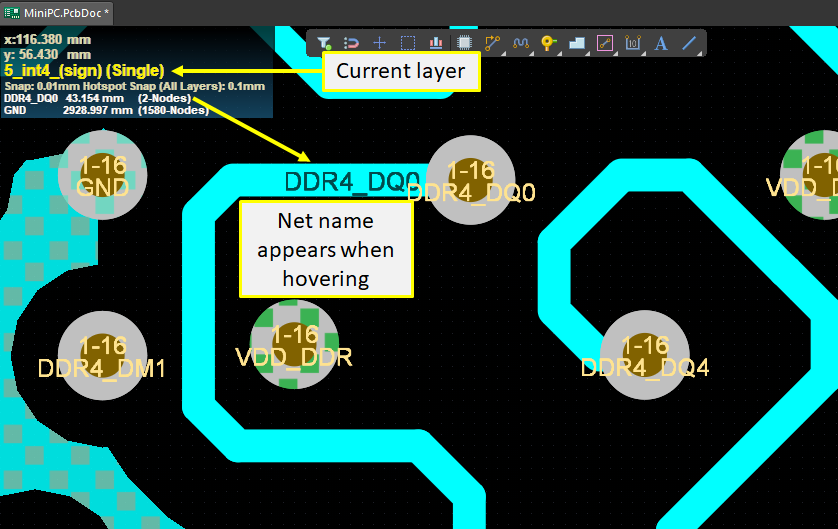 MiniPC.PcbDoc *
x:116.380 mm
y: 56.430 mm
5_int4_(sign) (Single)
Snap: 0.01mm Hotspot Snap (All Layers): 0.1mm
DDR4_DQ0 43.154 mm (2-Nodes)
GND 2928.997 mm (1580-Nodes)
10
A
Current layer
1-16
GND
DDR4_DQ0
1-16
DDR4_DQ0
1-16
Net name
appears when
hovering
1-16
DDR4_DM1
1-16
VDD_DDR
1-16
DDR4_DQ4